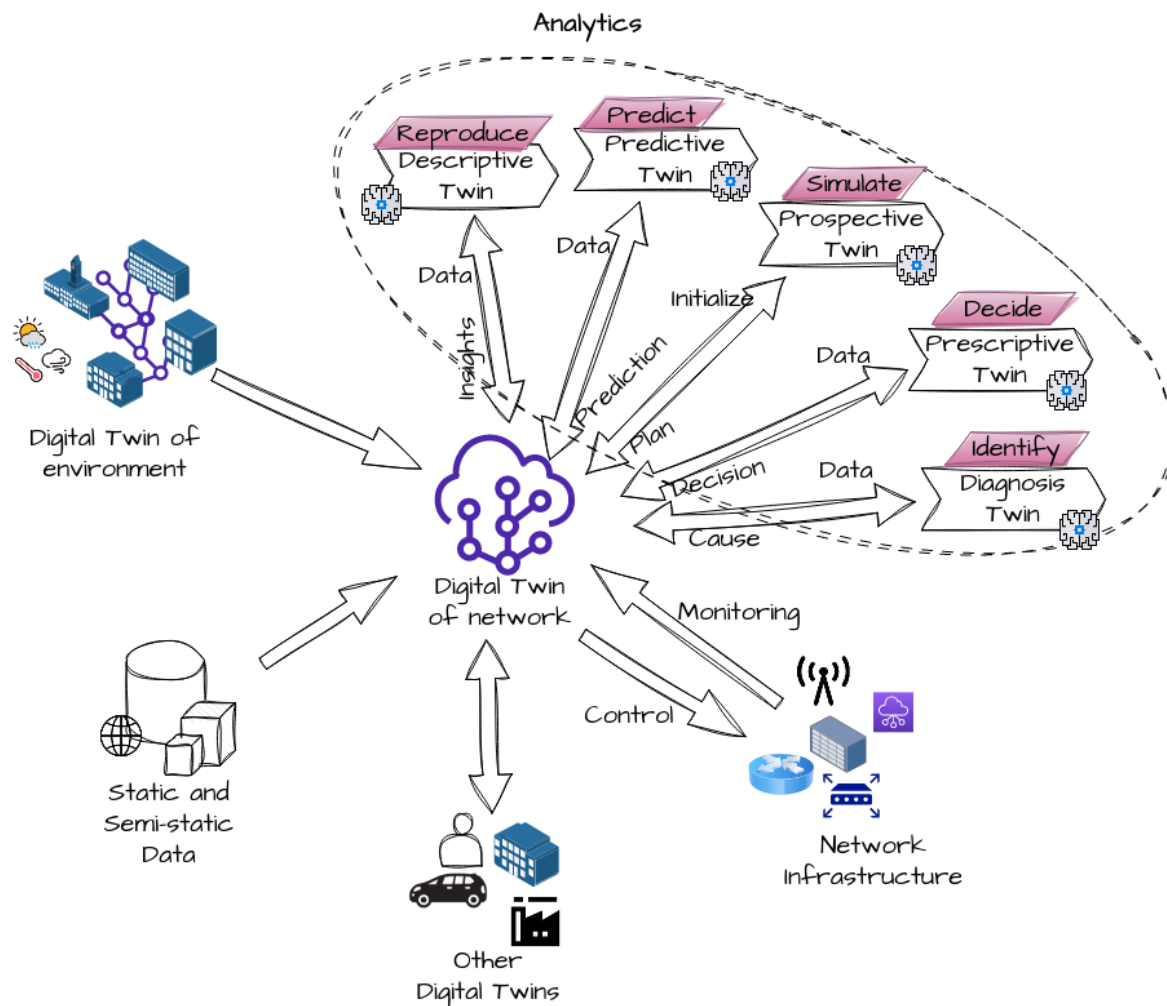 Analytics
Reproduce
Descriptive
Twin
Predict
Predictive
Twin
Simulate
Prospective
Twin
Decide
Prescriptive
Twin
Identify
Diagnosis
Twin
Data
Insights
Data
Prediction
Initialize
Plan
Data
Decision
Data
Cause
Digital Twin of
environment
Digital Twin
of network
Monitoring
Control
Static and
Semi-static
Data
Network
Infrastructure
Other
Digital Twins